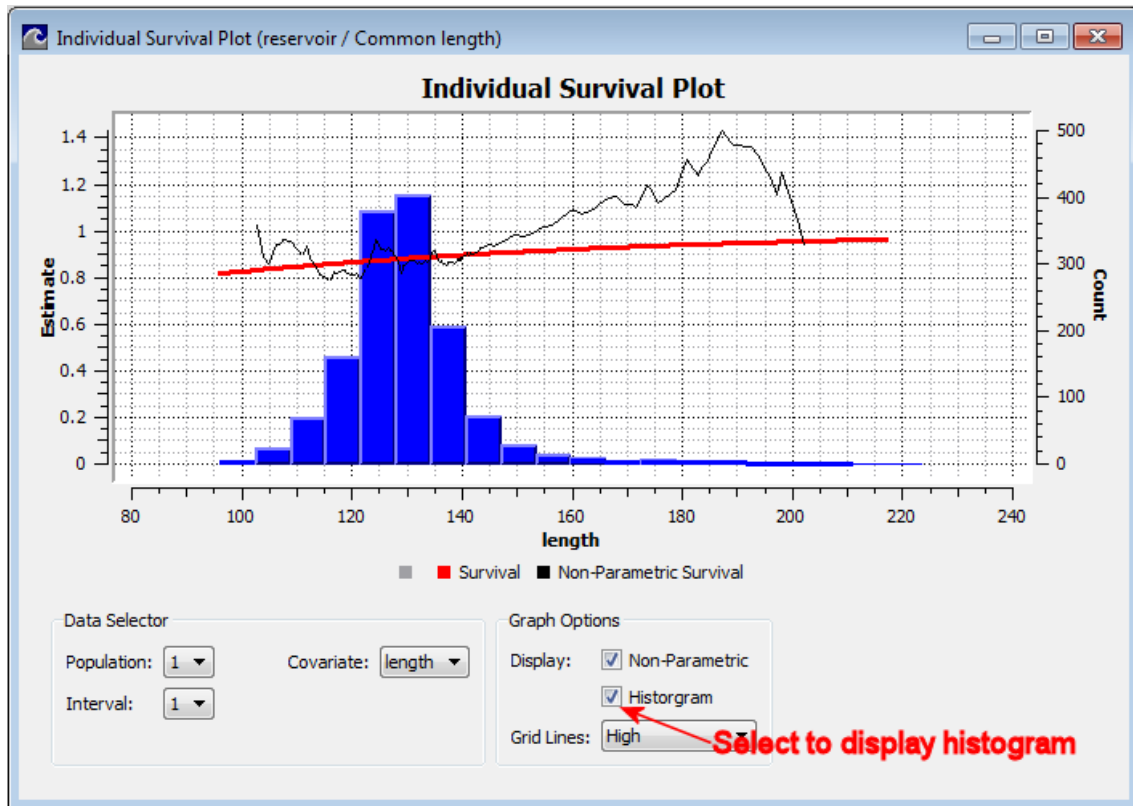 Individual Survival Plot (reservoir / Common length)
Individual Survival Plot
1.4
1.2
1
0.8
0.6
0.4
0.2
0
Estimate
500
400
300
200
100
0
Count
80 100 120 140 160 180 200 220 240
length
Survival Non-Parametric Survival
Data Selector
Population: 1 Covariate: length
Interval: 1
Graph Options
Display: Non-Parametric
Historgram
Grid Lines: High
Select to display histogram